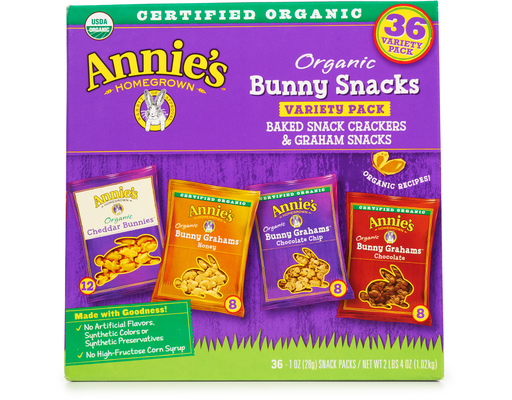 CERTIFIED ORGANIC
USDA
ORGANIC
36
VARIETY
PACK
Annie's
HOMEGROWN
Organic
Bunny Snacks
VARIETY PACK
BAKED SNACK CRACKERS
& GRAHAM SNACKS
ORGANIC RECIPES!
Annie's
HOMEGROWN
Organic
Cheddar Bunnies
12
CERTIFIED ORGANIC
Annie's
Organic
Bunny Grahams
Honey
8
CERTIFIED ORGANIC
Annie's
Organic
Bunny Grahams
Chocolate Chip
8
CERTIFIED ORGANIC
Annie's
Organic
Bunny Grahams
Chocolate
8
Made with Goodness!
✓ No Artificial Flavors,
Synthetic Colors or
Synthetic Preservatives
✓ No High-Fructose Corn Syrup
36 -1 OZ (28g) SNACK PACKS / NET WT 2 LBS 4 OZ (1.02kg)